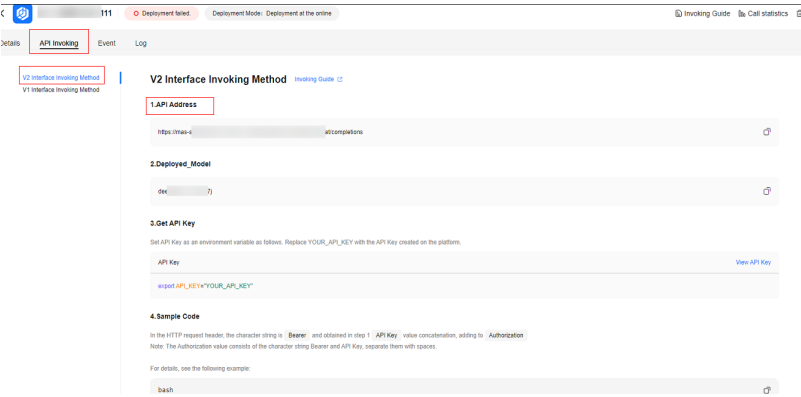 111 Deployment failed. Deployment Mode: Deployment at the online Invoking Guide Call statistics
Details API Invoking Event Log
V2 Interface Invoking Method
V1 Interface Invoking Method
V2 Interface Invoking Method Invoking Guide
1.API Address
https://mas-s at/completions
2.Deployed_Model
dee 7)
3.Get API Key
Set API Key as an environment variable as follows. Replace YOUR_API_KEY with the API Key created on the platform.
API Key View API Key
export API_KEY="YOUR_API_KEY"
4.Sample Code
In the HTTP request header, the character string is Bearer and obtained in step 1 API Key value concatenation, adding to Authorization
Note: The Authorization value consists of the character string Bearer and API Key, separate them with spaces.
For details, see the following example:
bash